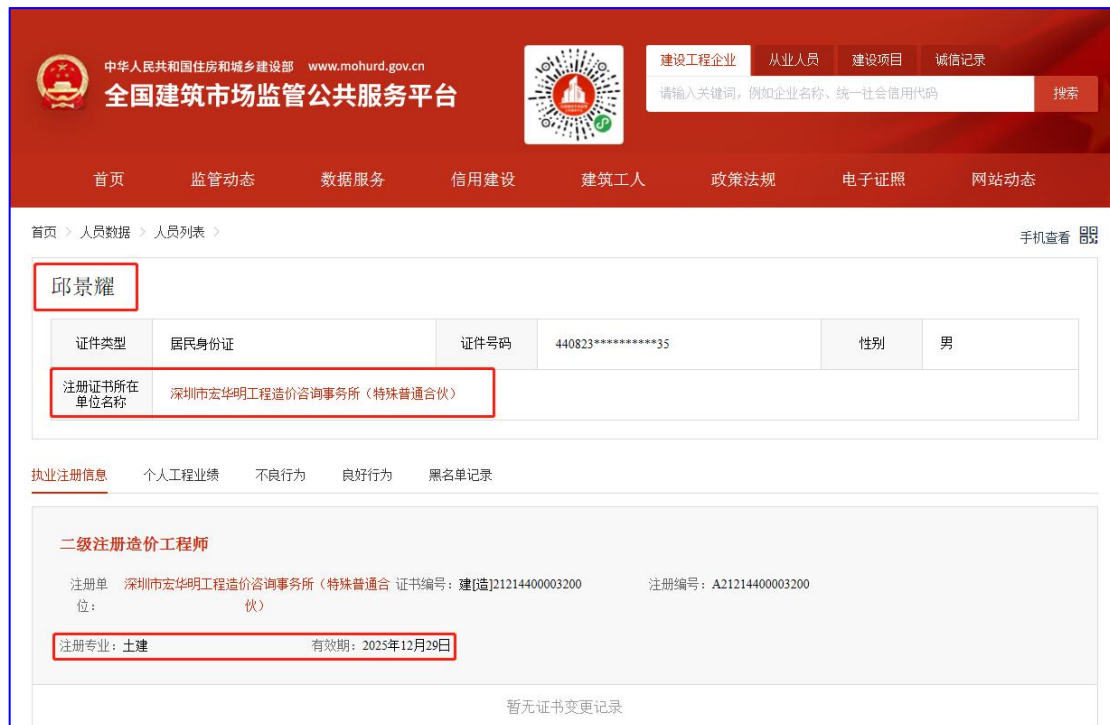 中华人民共和国住房和城乡建设部 www.mohurd.gov.cn
全国建筑市场监管公共服务平台
建设工程企业 从业人员 建设项目 诚信记录
请输入关键词，例如企业名称、统一社会信用代码 搜索
首页 监管动态 数据服务 信用建设 建筑工人 政策法规 电子证照 网站动态
首页 > 人员数据 > 人员列表 >
手机查看
邱景耀
证件类型 居民身份证 证件号码 440823**********35 性别 男
注册证书所在
单位名称
深圳市宏华明工程造价咨询事务所（特殊普通合伙）
执业注册信息 个人工程业绩 不良行为 良好行为 黑名单记录
二级注册造价工程师
注册单 深圳市宏华明工程造价咨询事务所（特殊普通合 证书编号：建[造]21214400003200 注册编号：A21214400003200
位： 伙）
注册专业：土建 有效期：2025年12月29日
暂无证书变更记录